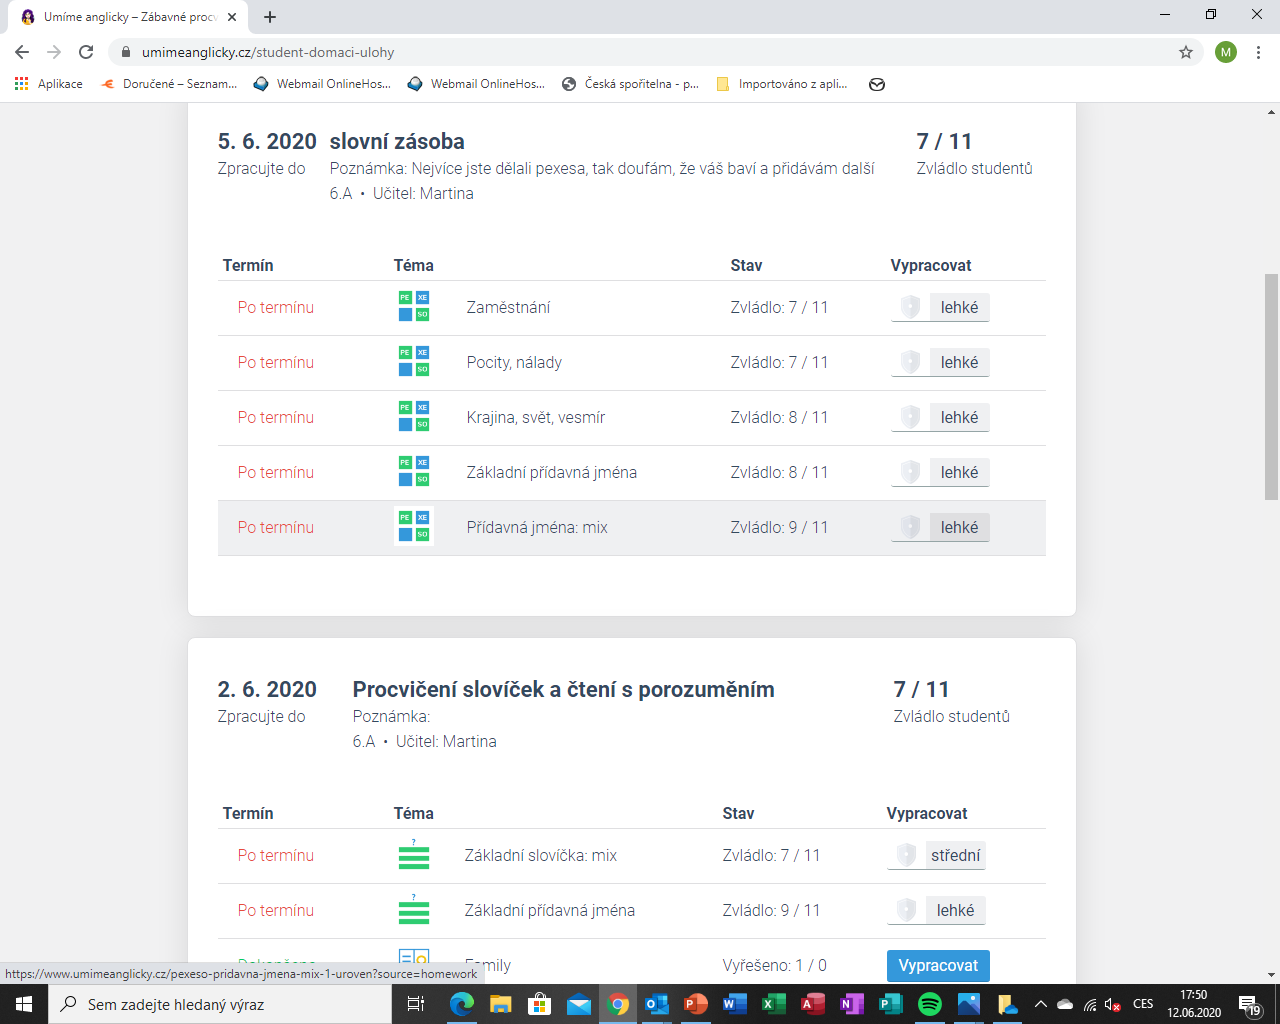 Umíme anglicky – Zábavné procv
umimeanglicky.cz/student-domaci-ulohy
M
Aplikace
Doručené – Seznam...
Webmail OnlineHos...
Webmail OnlineHos...
Česká spořitelna - p...
Importováno z apli...
5. 6. 2020 slovní zásoba 7 / 11
Zpracujte do Poznámka: Nejvíce jste dělali pexesa, tak doufám, že váš baví a přidávám další Zvládlo studentů
6.A • Učitel: Martina
Termín Téma Stav Vypracovat
Po termínu PE XE SO Zaměstnání Zvládlo: 7 / 11 lehké
Po termínu PE XE SO Pocity, nálady Zvládlo: 7 / 11 lehké
Po termínu PE XE SO Krajina, svět, vesmír Zvládlo: 8 / 11 lehké
Po termínu PE XE SO Základní přídavná jména Zvládlo: 8 / 11 lehké
Po termínu PE XE SO Přídavná jména: mix Zvládlo: 9 / 11 lehké
2. 6. 2020 Procvičení slovíček a čtení s porozuměním 7 / 11
Zpracujte do Poznámka: Zvládlo studentů
6.A • Učitel: Martina
Termín Téma Stav Vypracovat
Po termínu ? Základní slovíčka: mix Zvládlo: 7 / 11 střední
Po termínu ? Základní přídavná jména Zvládlo: 9 / 11 lehké
Family Vyřešeno: 1 / 0 Vypracovat
https://www.umimeanglicky.cz/pexeso-pridavna-jmena-mix-1-uroven?source=homework
Sem zadejte hledaný výraz
CES
17:50
12.06.2020
19